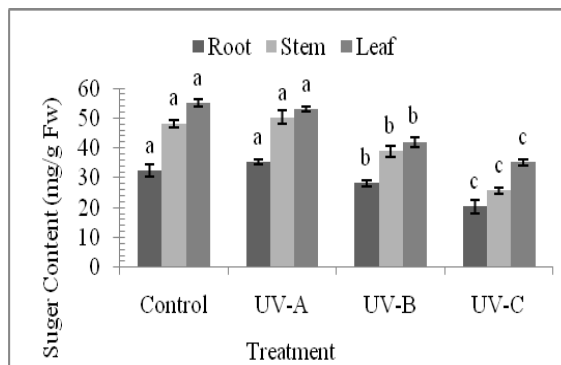 Root Stem Leaf
Suger Content (mg/g Fw)
60
50
40
30
20
10
0
a a a
a a a
b b b
c c c
Control UV-A UV-B UV-C
Treatment